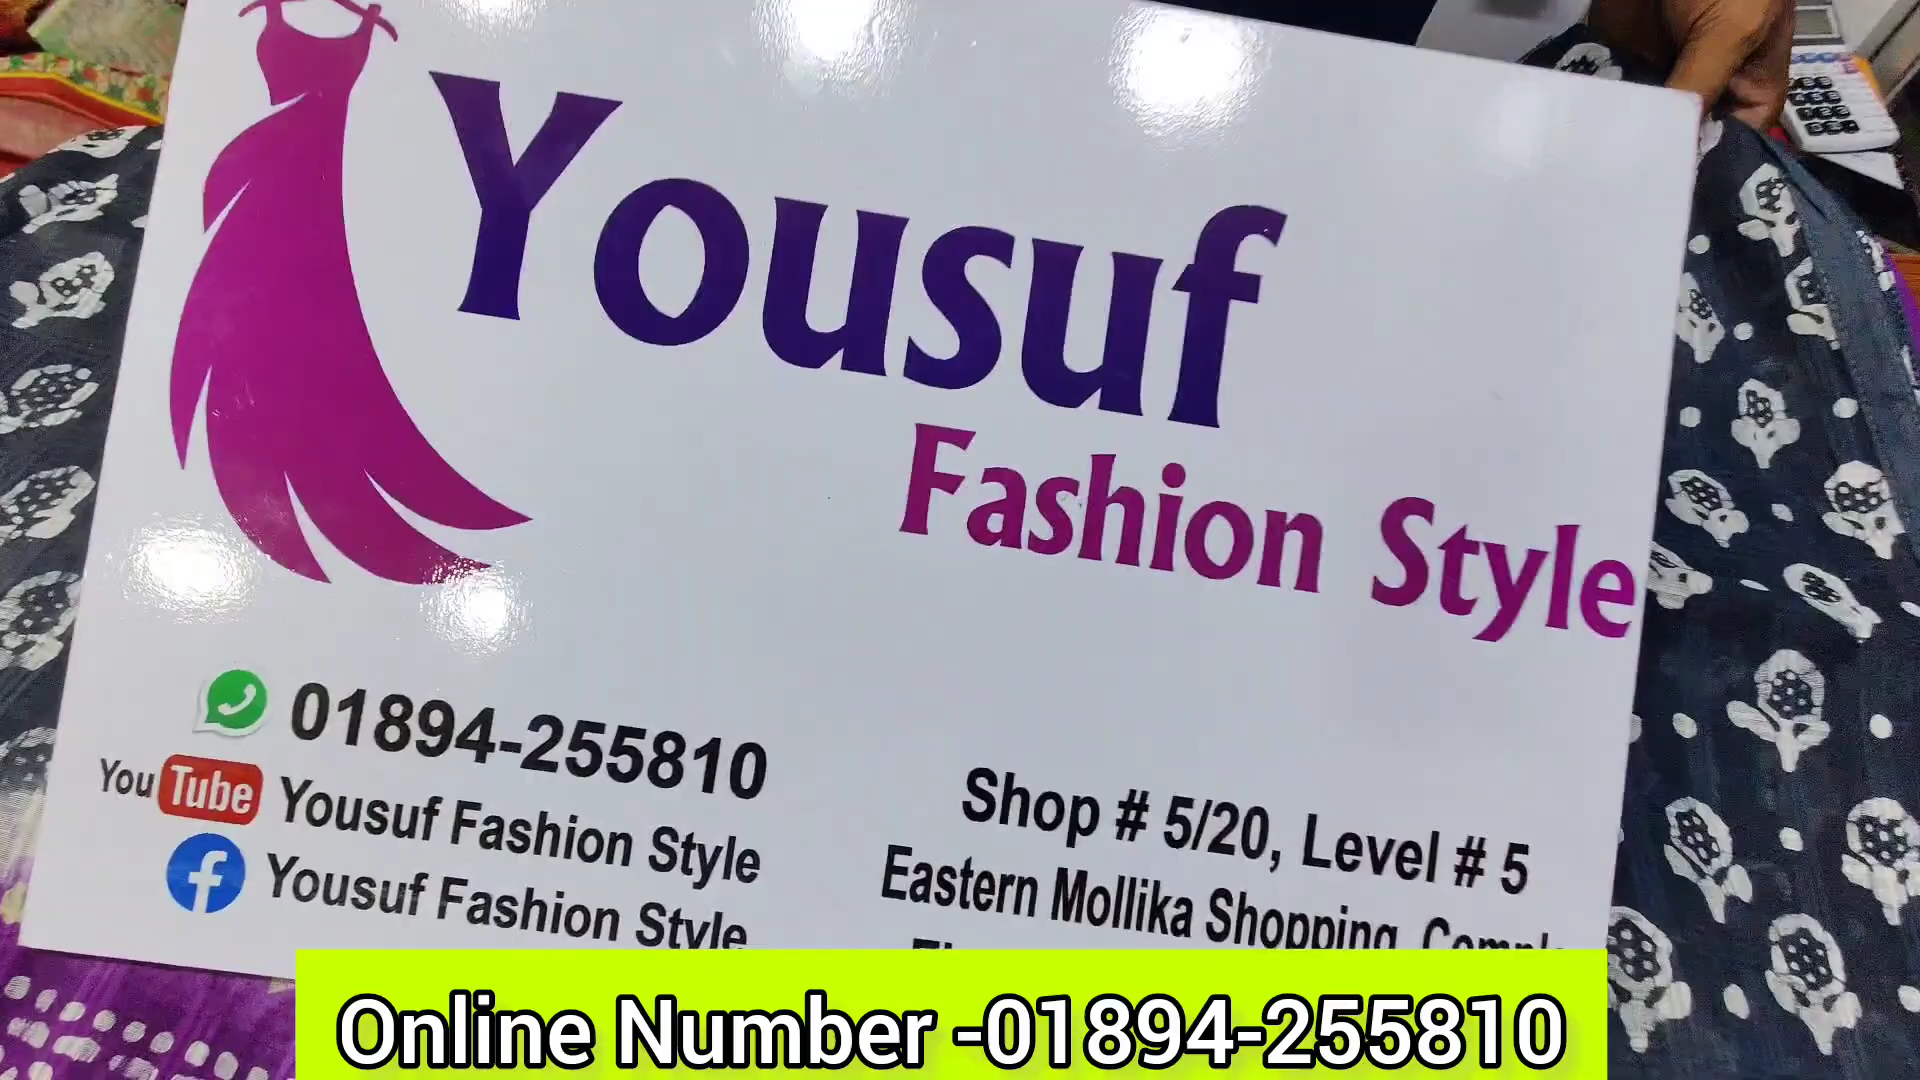 Yousuf
Fashion Style
01894-255810
YouTube Yousuf Fashion Style
Yousuf Fashion Style
Shop # 5/20, Level # 5
Eastern Mollika Shopping
Online Number -01894-255810